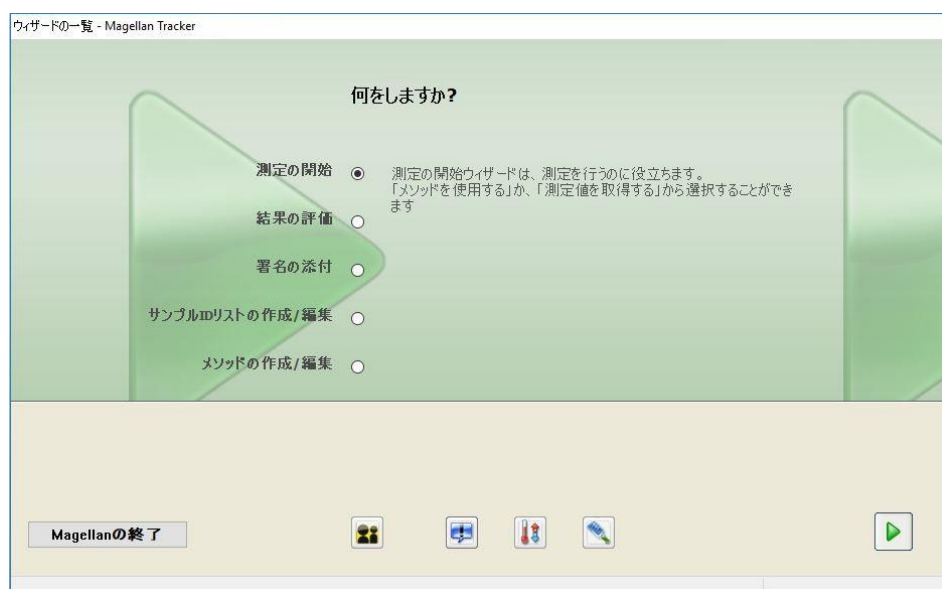 ウィザードの一覧 - Magellan Tracker
何をしますか?
測定の開始
測定の開始ウィザードは、測定を行うのに役立ちます。
「メソッドを使用する」か、「測定値を取得する」から選択することができ
ます
結果の評価
署名の添付
サンプルIDリストの作成/編集
メソッドの作成/編集
Magellanの終了